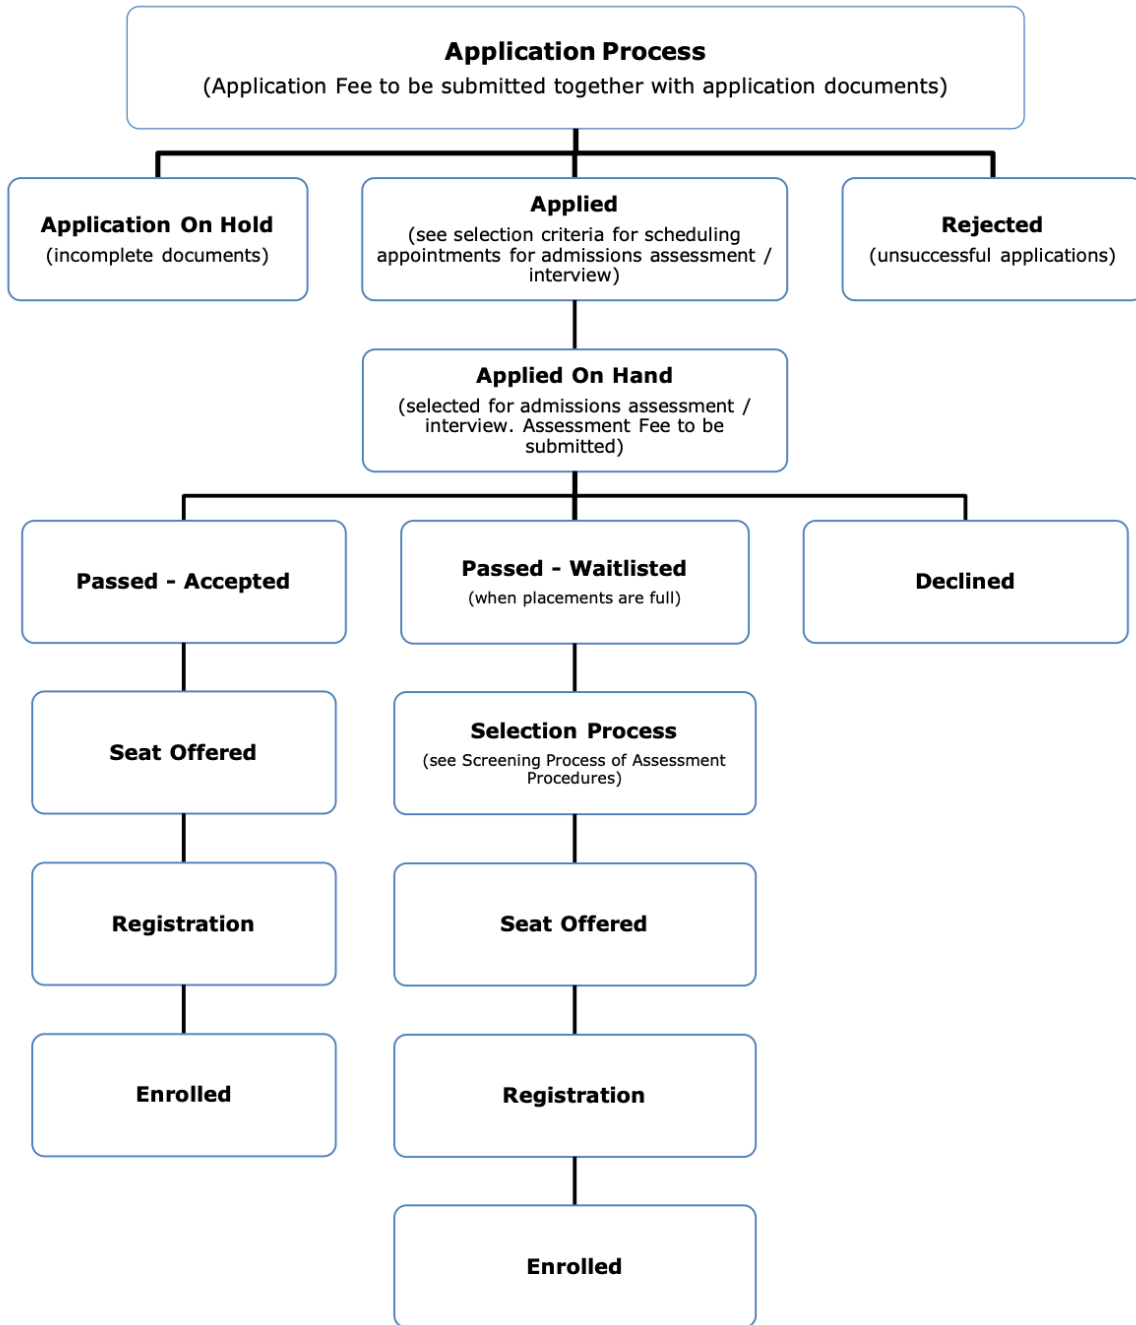 Application Process
(Application Fee to be submitted together with application documents)
Application On Hold
(incomplete documents)
Applied
(see selection criteria for scheduling
appointments for admissions assessment /
interview)
Rejected
(unsuccessful applications)
Applied On Hand
(selected for admissions assessment /
interview. Assessment Fee to be
submitted)
Passed - Accepted
Passed - Waitlisted
(when placements are full)
Declined
Seat Offered
Selection Process
(see Screening Process of Assessment
Procedures)
Registration
Seat Offered
Enrolled
Registration
Enrolled